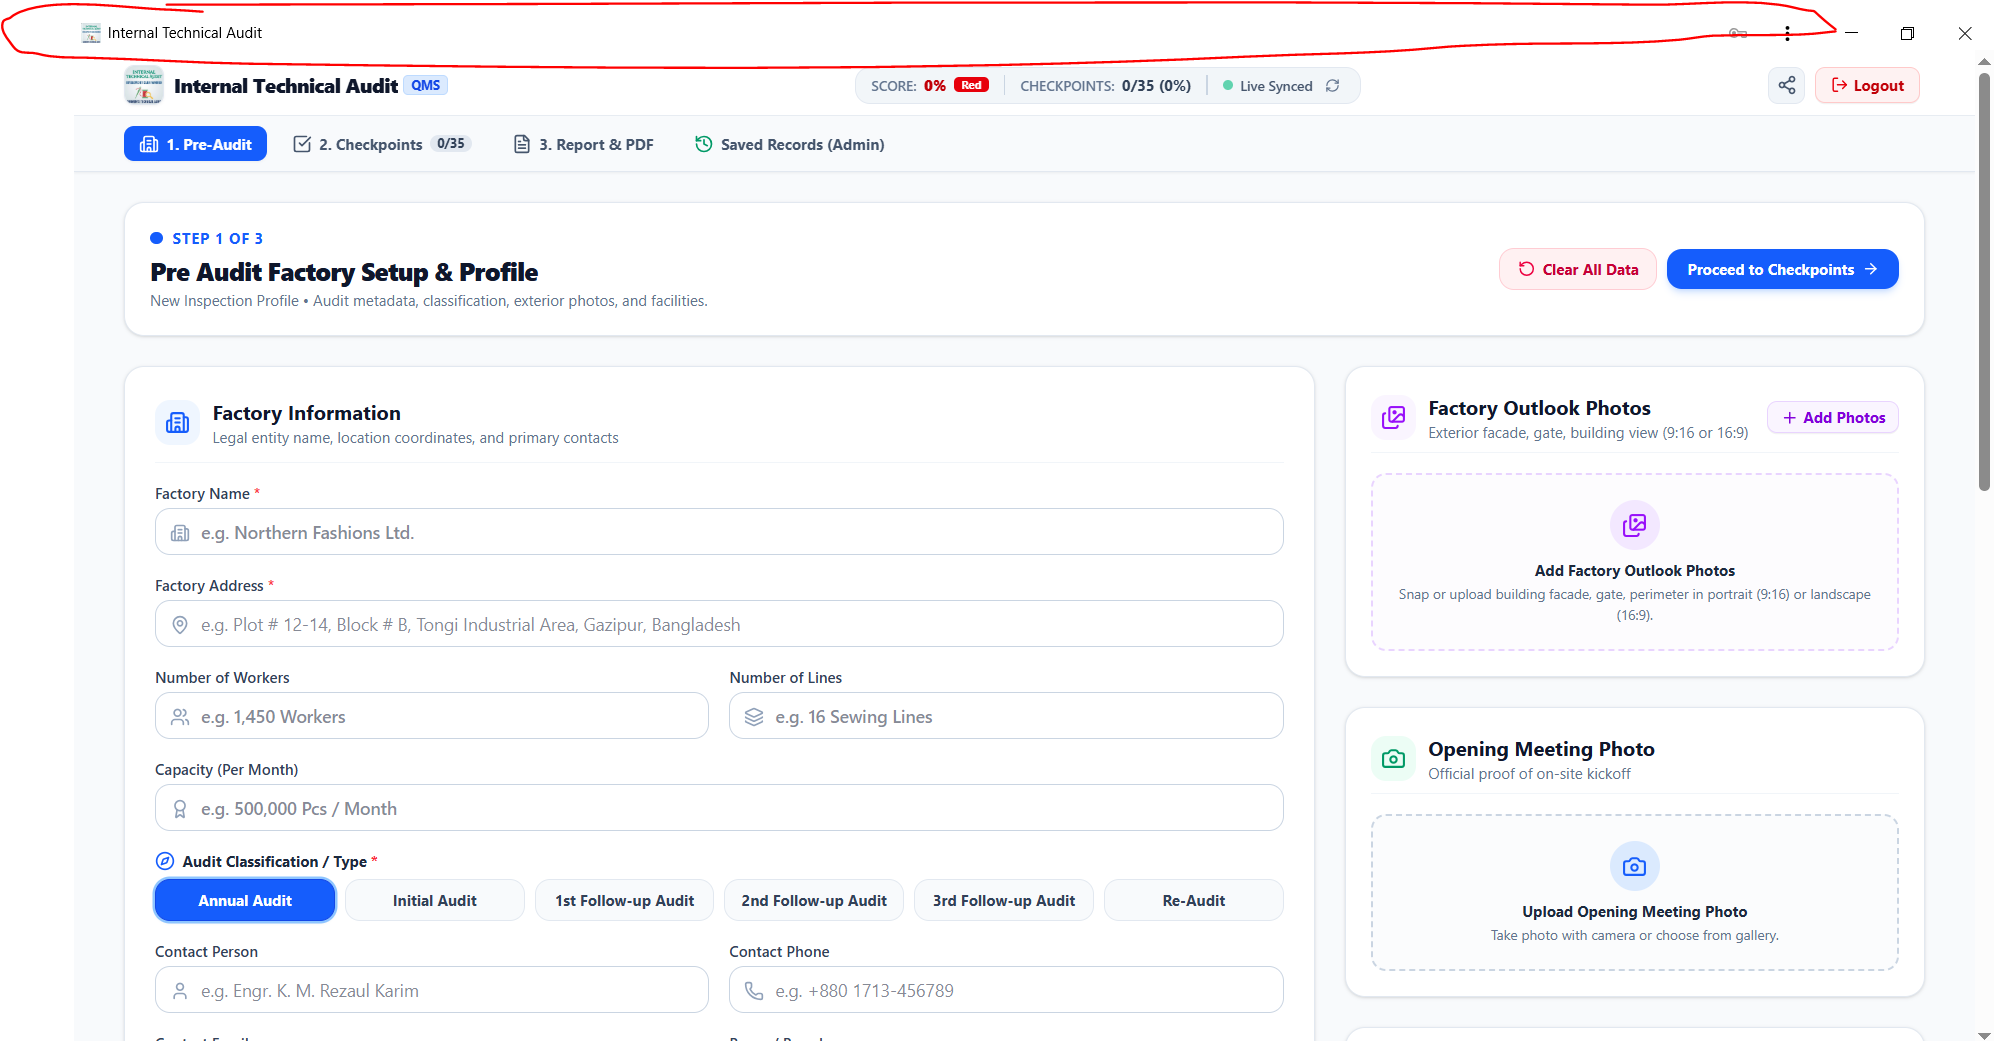 Internal Technical Audit
Internal Technical Audit QMS
SCORE: 0% Red CHECKPOINTS: 0/35 (0%) Live Synced
Logout
1. Pre-Audit 2. Checkpoints 0/35 3. Report & PDF Saved Records (Admin)
STEP 1 OF 3
Pre Audit Factory Setup & Profile
New Inspection Profile • Audit metadata, classification, exterior photos, and facilities.
Clear All Data Proceed to Checkpoints
Factory Information
Legal entity name, location coordinates, and primary contacts
Factory Name *
e.g. Northern Fashions Ltd.
Factory Address *
e.g. Plot # 12-14, Block # B, Tongi Industrial Area, Gazipur, Bangladesh
Number of Workers Number of Lines
e.g. 1,450 Workers e.g. 16 Sewing Lines
Capacity (Per Month)
e.g. 500,000 Pcs / Month
Audit Classification / Type *
Annual Audit Initial Audit 1st Follow-up Audit 2nd Follow-up Audit 3rd Follow-up Audit Re-Audit
Contact Person Contact Phone
e.g. Engr. K. M. Rezaul Karim e.g. +880 1713-456789
Factory Outlook Photos
Exterior facade, gate, building view (9:16 or 16:9)
Add Photos
Add Factory Outlook Photos
Snap or upload building facade, gate, perimeter in portrait (9:16) or landscape
(16:9).
Opening Meeting Photo
Official proof of on-site kickoff
Upload Opening Meeting Photo
Take photo with camera or choose from gallery.